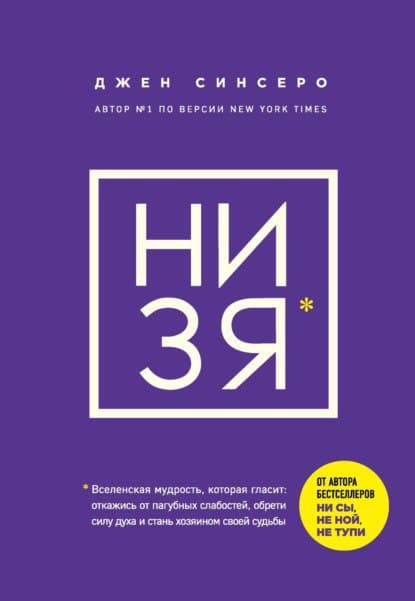 ДЖЕН СИНСЕРО
АВТОР №1 ПО ВЕРСИИ NEW YORK TIMES
НИ
ЗЯ*
* Вселенская мудрость, которая гласит:
откажись от пагубных слабостей, обрети
силу духа и стань хозяином своей судьбы
ОТ АВТОРА
БЕСТСЕЛЛЕРОВ
НИ СЫ,
НЕ НОЙ,
НЕ ТУПИ